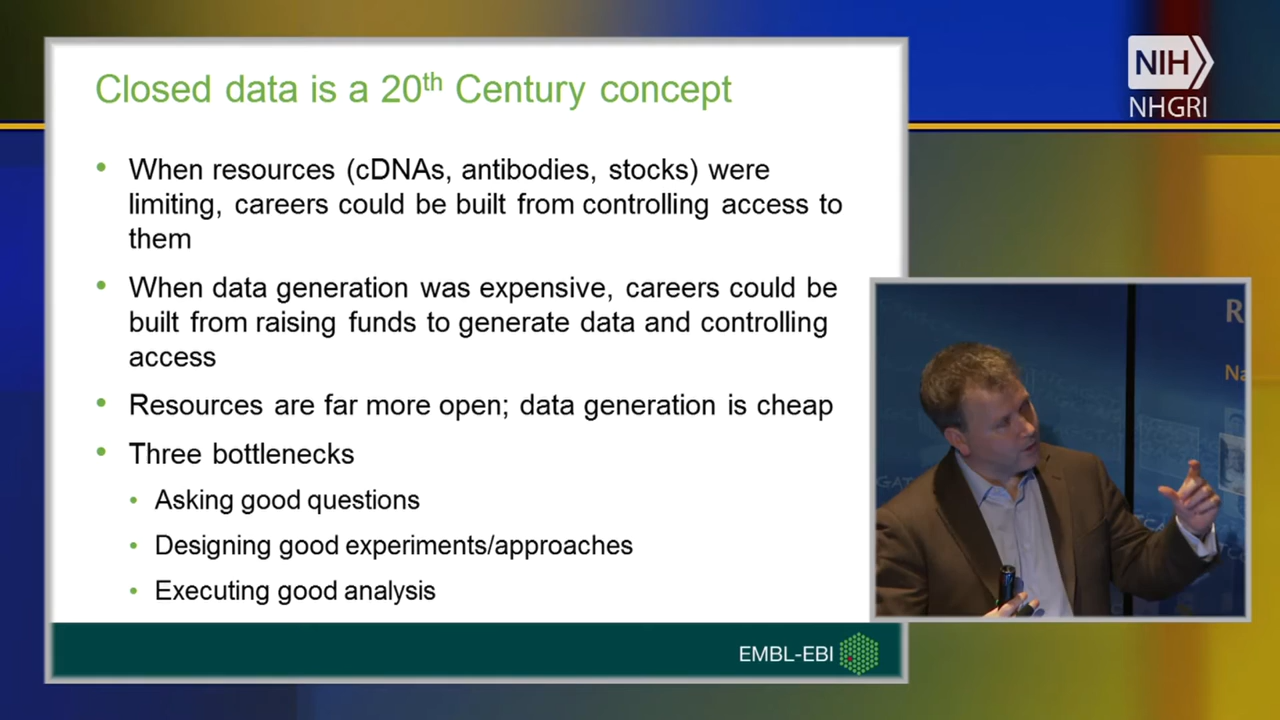 Closed data is a 20th Century concept
• When resources (cDNAs, antibodies, stocks) were
limiting, careers could be built from controlling access to
them
• When data generation was expensive, careers could be
built from raising funds to generate data and controlling
access
• Resources are far more open; data generation is cheap
• Three bottlenecks
• Asking good questions
• Designing good experiments/approaches
• Executing good analysis
EMBL-EBI
NIH
NHGRI
R
Na